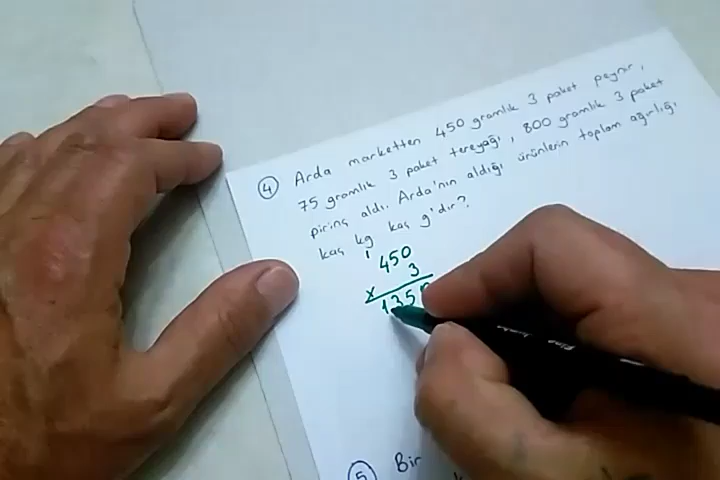 4 Arda marketten 450 gramlık 3 paket peynir,
75 gramlık 3 paket tereyağı, 800 gramlık 3 paket
pirinç aldı. Arda'nın aldığı ürünlerin toplam ağırlığı
kaç kg kaç g'dır?
1
450
3
x
1350
5 Bir